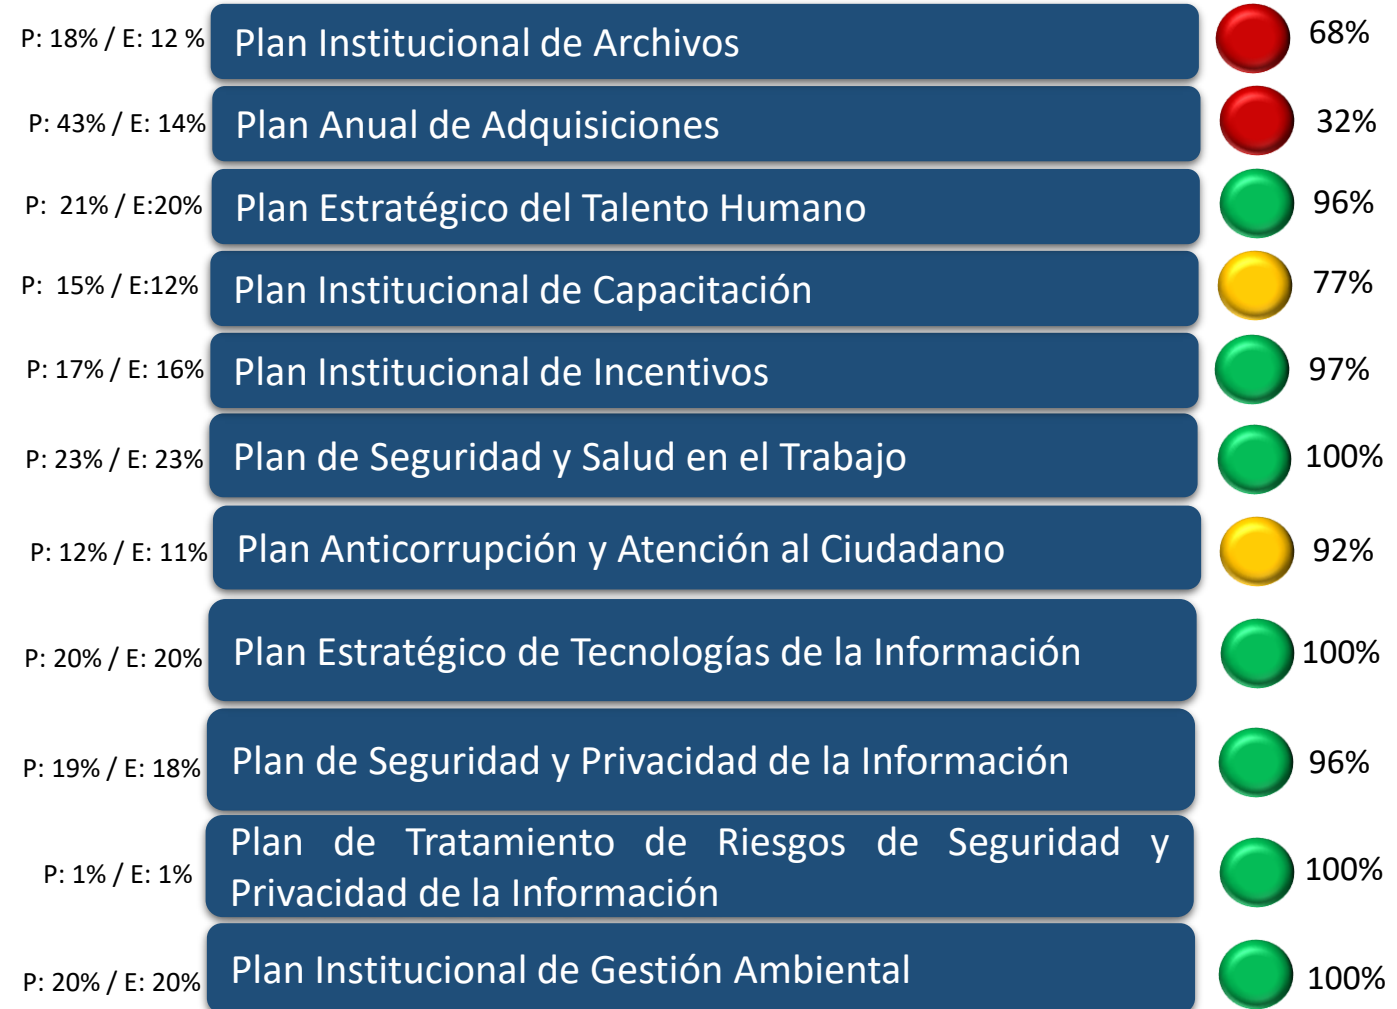 P: 18% / E: 12 % Plan Institucional de Archivos 68%
P: 43% / E: 14% Plan Anual de Adquisiciones 32%
P:  21% / E:20% Plan Estratégico del Talento Humano 96%
P:  15% / E:12% Plan Institucional de Capacitación 77%
P: 17% / E: 16% Plan Institucional de Incentivos 97%
P: 23% / E: 23% Plan de Seguridad y Salud en el Trabajo 100%
P: 12% / E: 11% Plan Anticorrupción y Atención al Ciudadano 92%
P: 20% / E: 20% Plan Estratégico de Tecnologías de la Información 100%
P: 19% / E: 18% Plan de Seguridad y Privacidad de la Información 96%
P: 1% / E: 1% Plan de Tratamiento de Riesgos de Seguridad y
Privacidad de la Información 100%
P: 20% / E: 20% Plan Institucional de Gestión Ambiental 100%